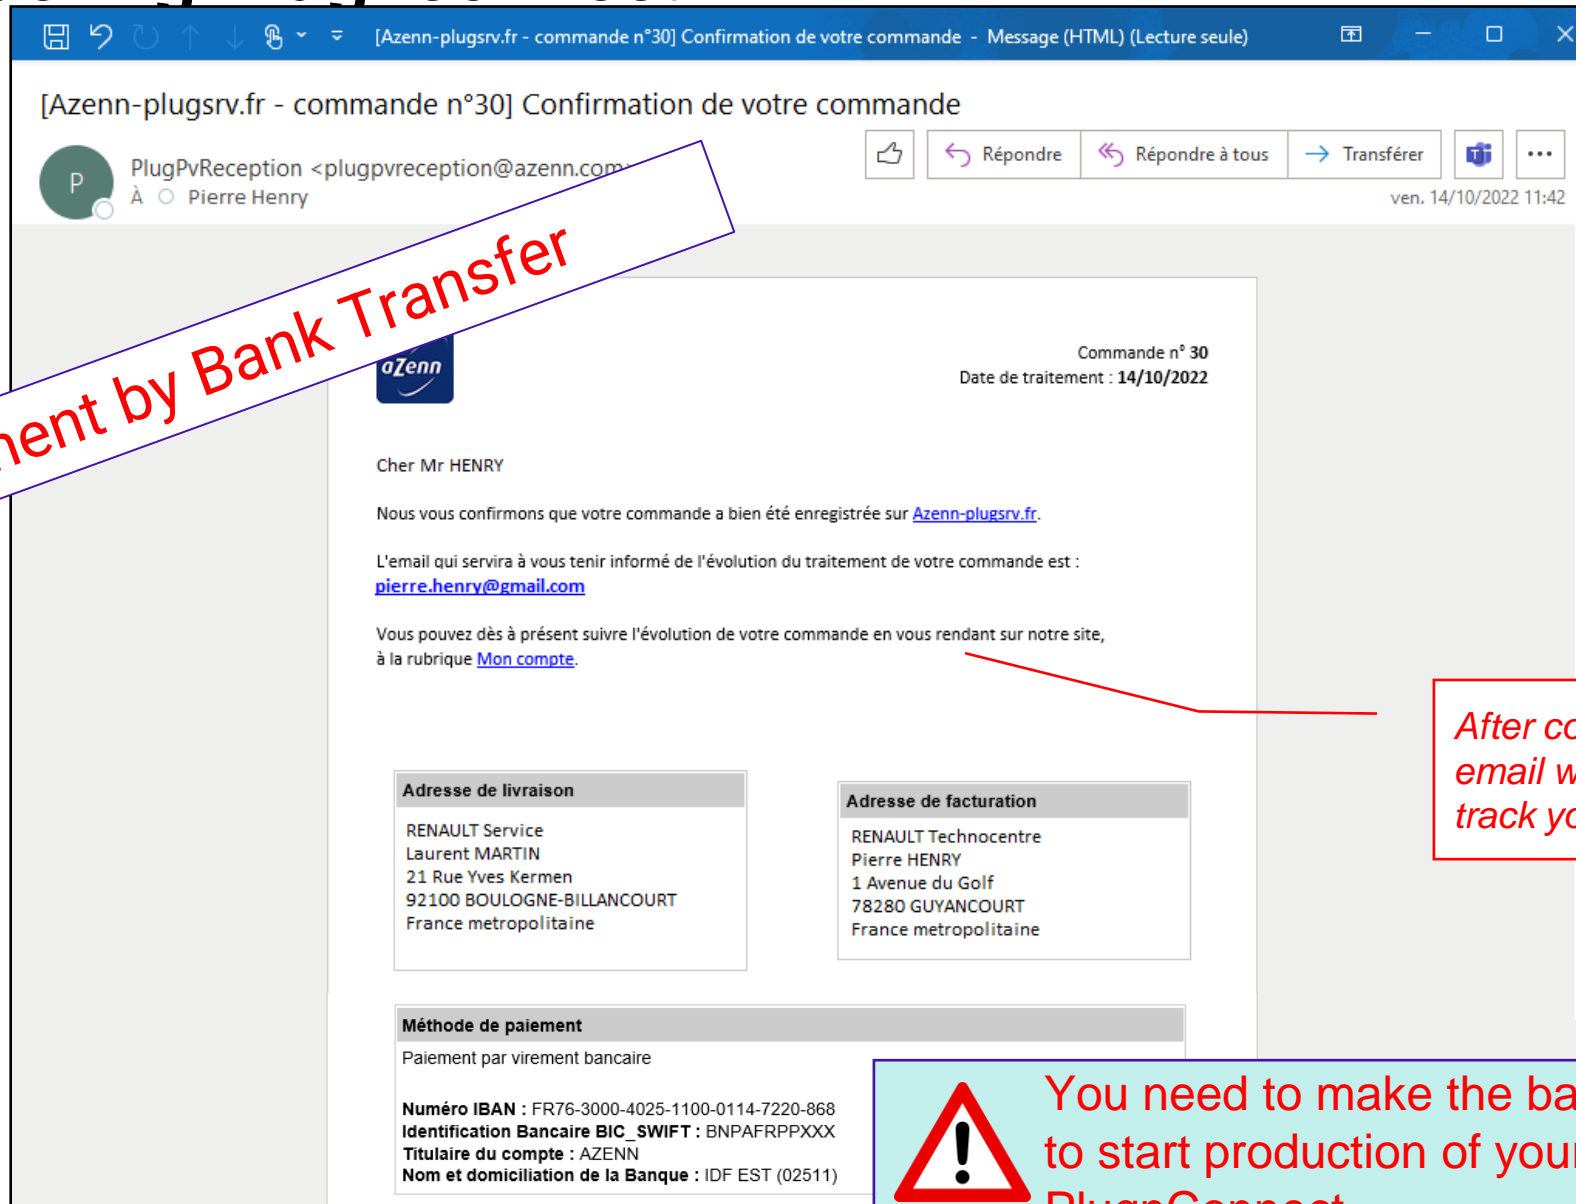 [Azenn-plugsrv.fr - commande n°30] Confirmation de votre commande - Message (HTML) (Lecture seule)
[Azenn-plugsrv.fr - commande n°30] Confirmation de votre commande
P
PlugPvReception <plugpvreception@azenn.com
À Pierre Henry
Répondre
Répondre à tous
Transférer
ven. 14/10/2022 11:42
by Bank Transfer
aZenn
Commande n° 30
Date de traitement : 14/10/2022
Cher Mr HENRY
Nous vous confirmons que votre commande a bien été enregistrée sur Azenn-plugsrv.fr.
L'email qui servira à vous tenir informé de l'évolution du traitement de votre commande est :
pierre.henry@gmail.com
Vous pouvez dès à présent suivre l'évolution de votre commande en vous rendant sur notre site,
à la rubrique Mon compte.
After
email
track
Adresse de livraison
RENAULT Service
Laurent MARTIN
21 Rue Yves Kermen
92100 BOULOGNE-BILLANCOURT
France metropolitaine
Adresse de facturation
RENAULT Technocentre
Pierre HENRY
1 Avenue du Golf
78280 GUYANCOURT
France metropolitaine
Méthode de paiement
Paiement par virement bancaire
Numéro IBAN : FR76-3000-4025-1100-0114-7220-868
Identification Bancaire BIC_SWIFT : BNPAFRPPXXX
Titulaire du compte : AZENN
Nom et domiciliation de la Banque : IDF EST (02511)
You need to make the
to start production of your
PlugnConnect